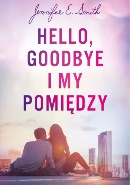 Jennifer E. Smith
HELLO,
GOODBYE
I MY
POMIĘDZY